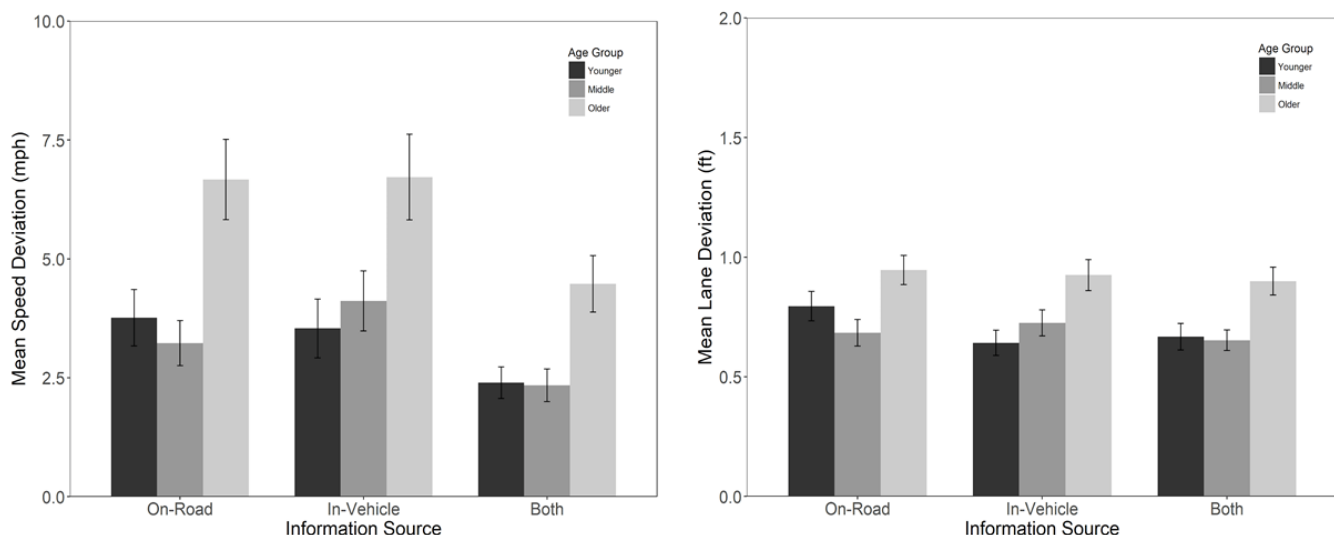 Mean Speed Deviation (mph)
10.0
7.5
5.0
2.5
0.0
Age Group
Younger
Middle
Older
On-Road In-Vehicle Both
Information Source
Mean Lane Deviation (ft)
2.0
1.5
1.0
0.5
0.0
Age Group
Younger
Middle
Older
On-Road In-Vehicle Both
Information Source